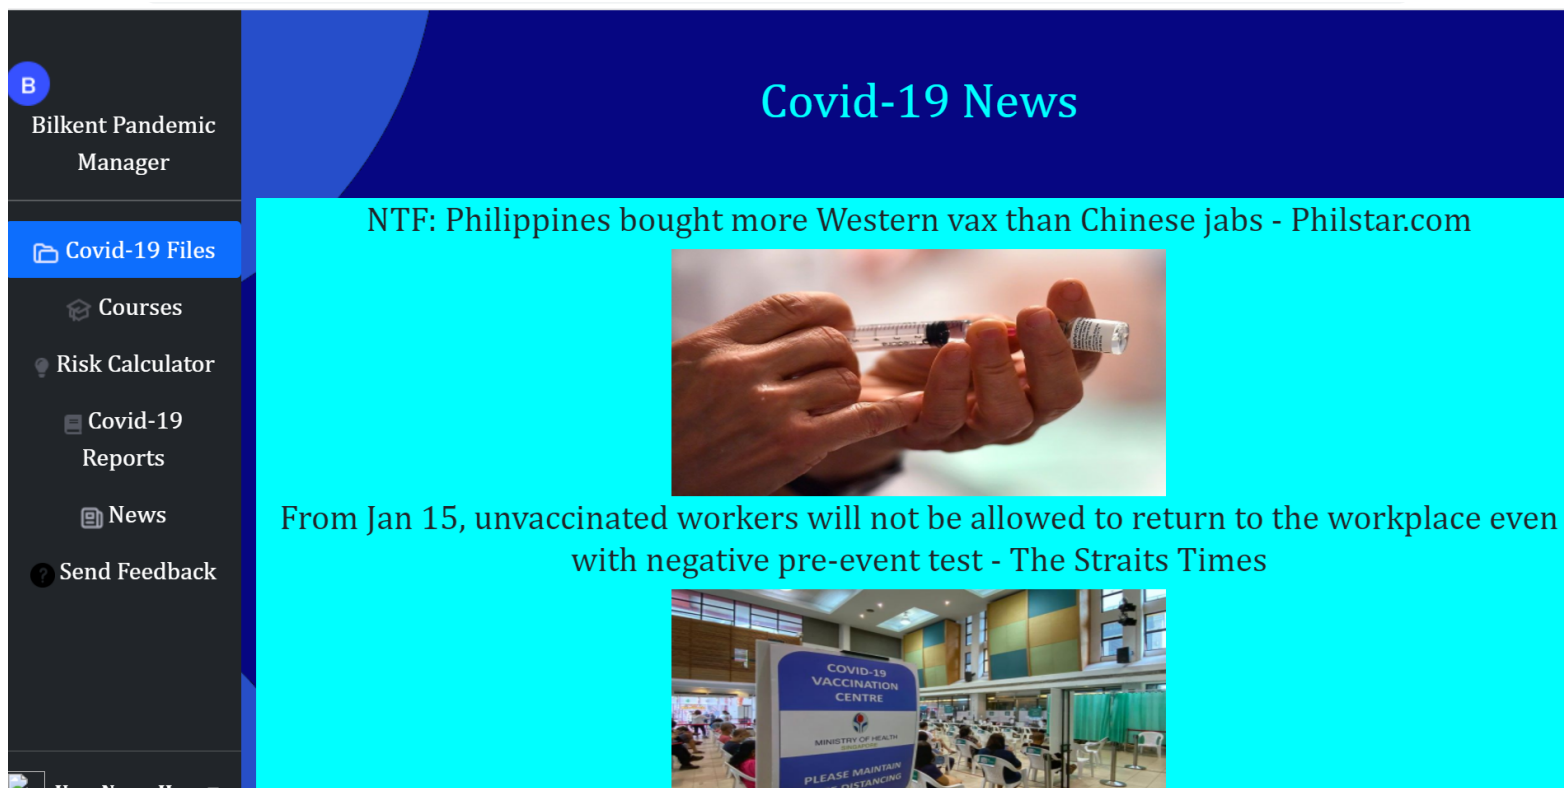 B
Bilkent Pandemic
Manager
Covid-19 Files
Courses
Risk Calculator
Covid-19
Reports
News
? Send Feedback
Covid-19 News
NTF: Philippines bought more Western vax than Chinese jabs - Philstar.com
From Jan 15, unvaccinated workers will not be allowed to return to the workplace even
with negative pre-event test - The Straits Times
COVID-19
VACCINATION
CENTRE
MINISTRY OF HEALTH
SINGAPORE
PLEASE MAINTAIN
DISTANCING